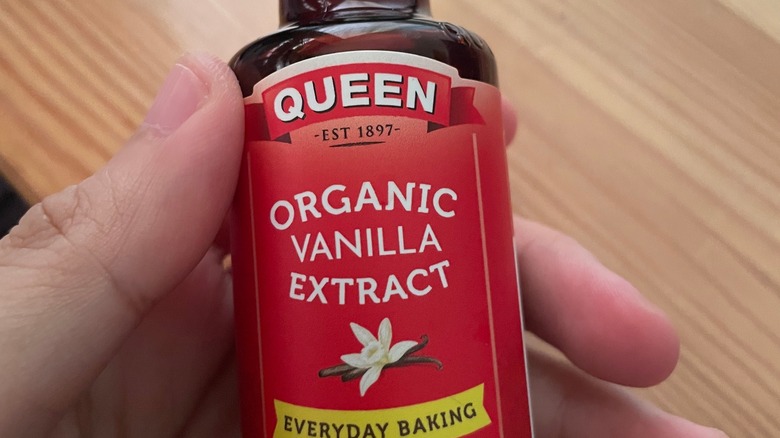 QUEEN
-EST 1897-
ORGANIC
VANILLA
EXTRACT
EVERYDAY BAKING